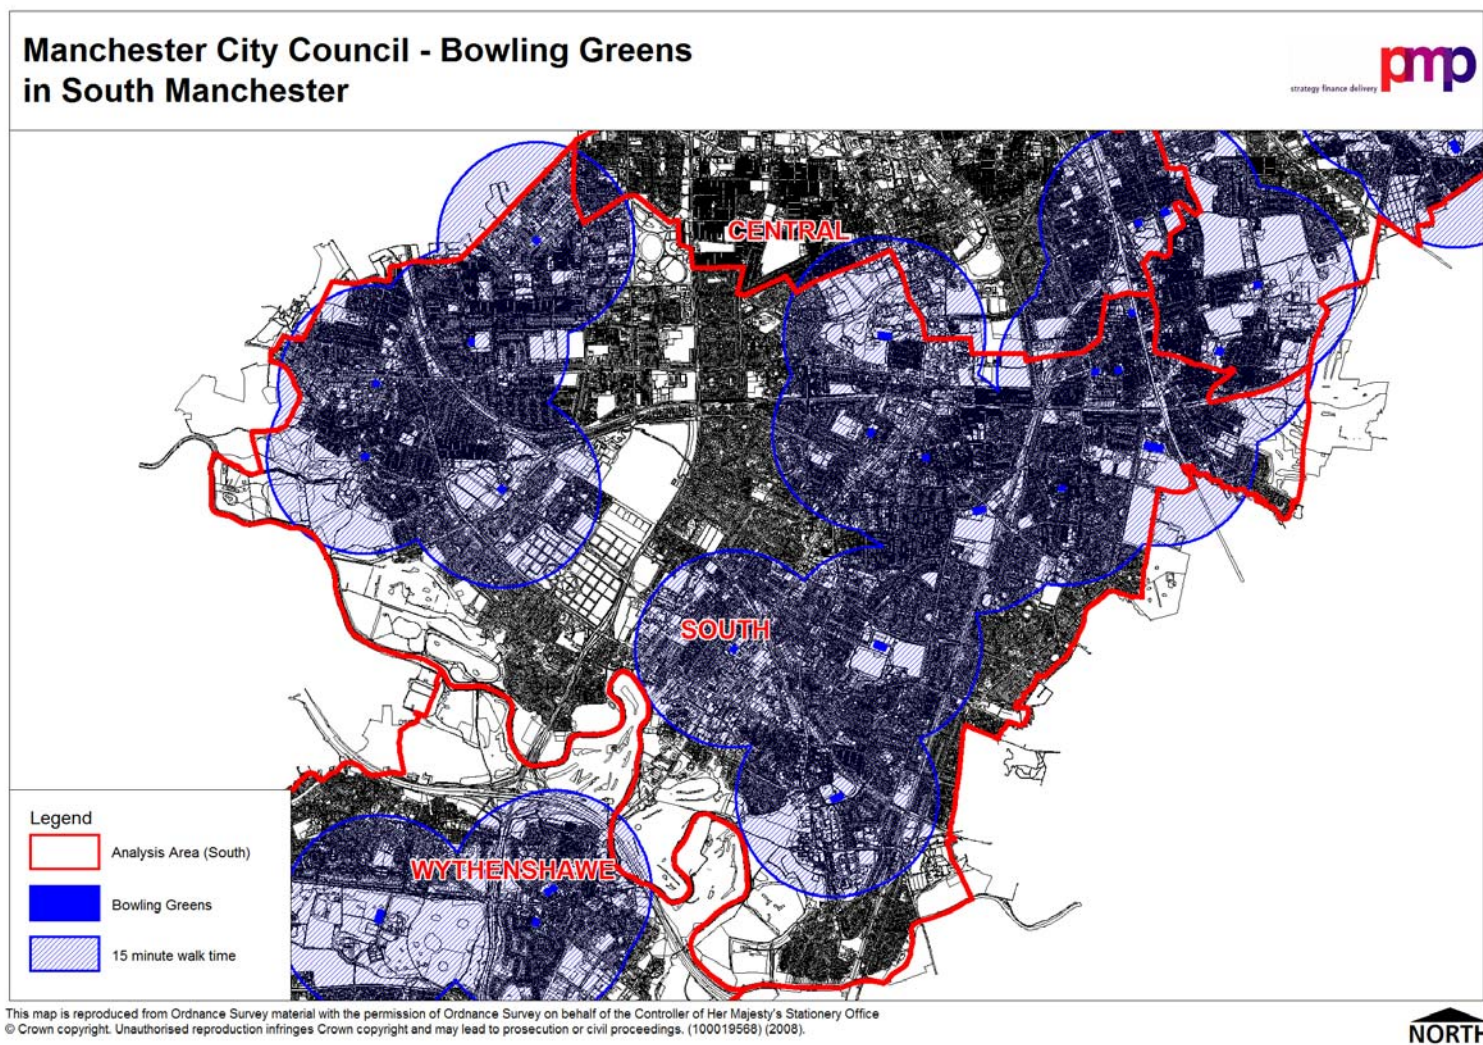 Manchester City Council - Bowling Greens
in South Manchester
strategy finance delivery
pmp
CENTRAL
SOUTH
WYTHENSHAWE
Legend
Analysis Area (South)
Bowling Greens
15 minute walk time
This map is reproduced from Ordnance Survey material with the permission of Ordnance Survey on behalf of the Controller of Her Majesty's Stationery Office
© Crown copyright. Unauthorised reproduction infringes Crown copyright and may lead to prosecution or civil proceedings. (100019568) (2008).
NORTH